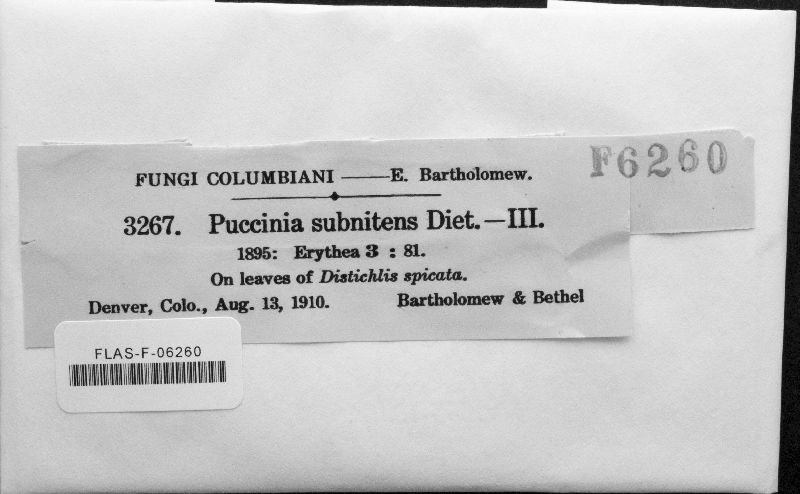 FUNGI COLUMBIANI —— E. Bartholomew.
F6260
3267. Puccinia subnitens Diet.—III.
1895: Erythea 3 : 81.
On leaves of Distichlis spicata.
Denver, Colo., Aug. 13, 1910. Bartholomew & Bethel
FLAS-F-06260